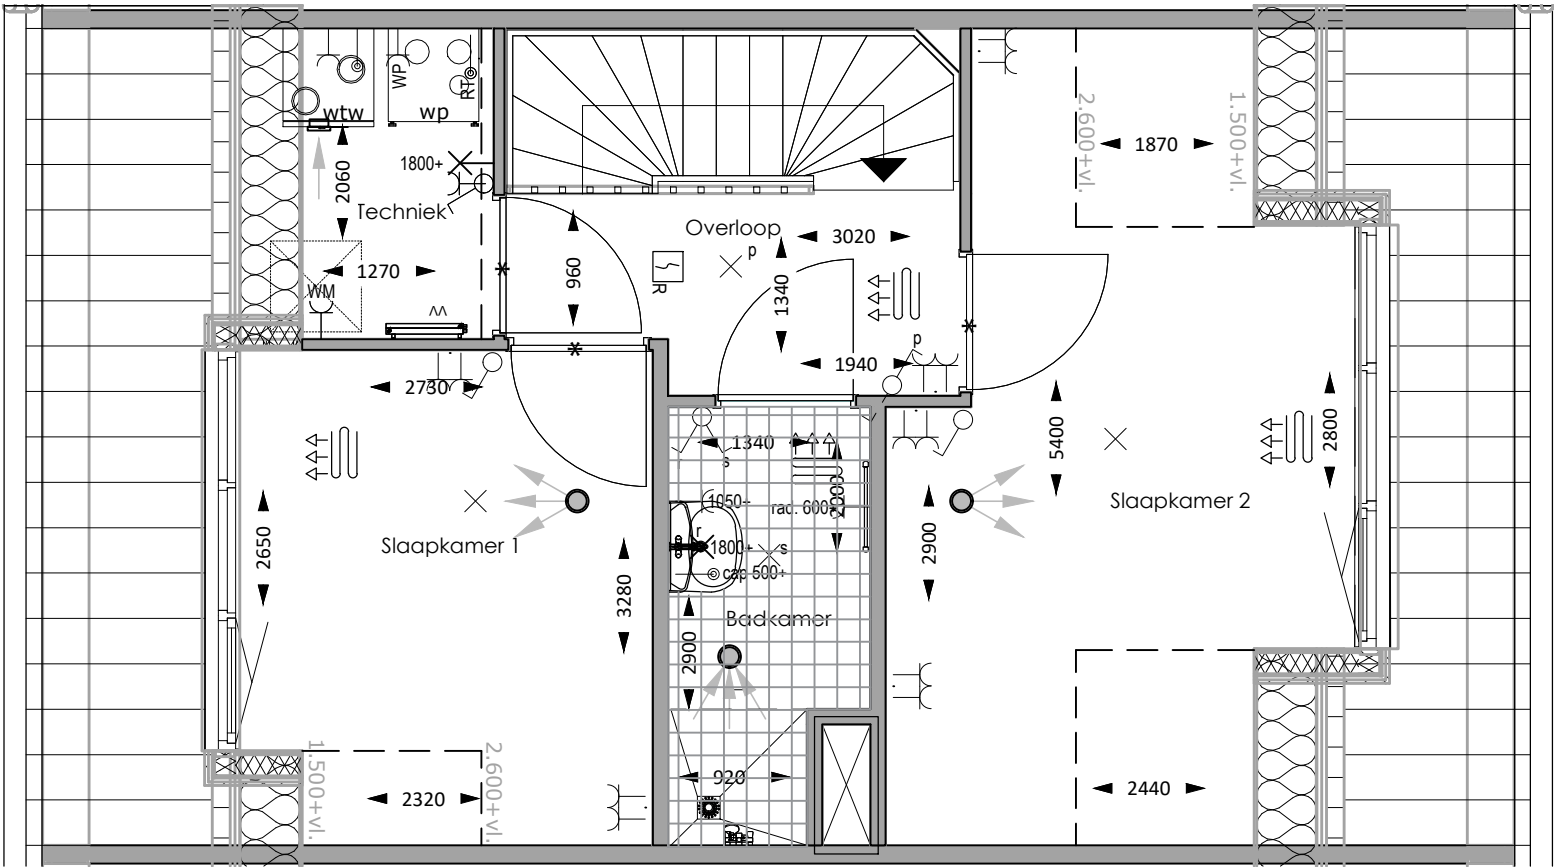 WP
RT
wtw
wp
1800+
2060
Techniek
1270
WM
^^
960
R
Overloop
p
3020
1340
1940
p
2.600+vl.
1.500+vl.
1870
2730
1340
s
1050+
rad. 600+
r
1800+
s
cap 500+
Badkamer
2900
920
2650
Slaapkamer 1
3280
1.500+vl.
2320
2.600+vl.
5400
2800
Slaapkamer 2
2900
2440